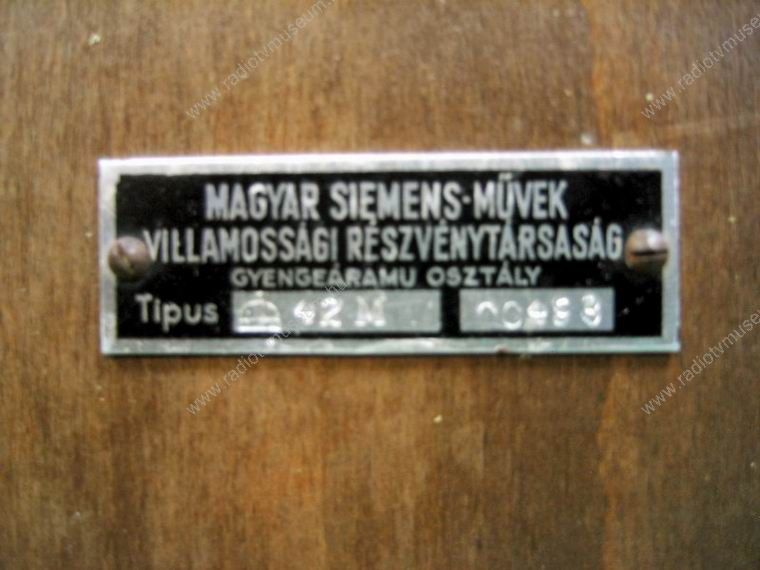 MAGYAR SIEMENS-MŰVEK
VILLAMOSSÁGI RÉSZVÉNYTÁRSASÁG
GYENGEÁRAMU OSZTÁLY
Tipus 42 M